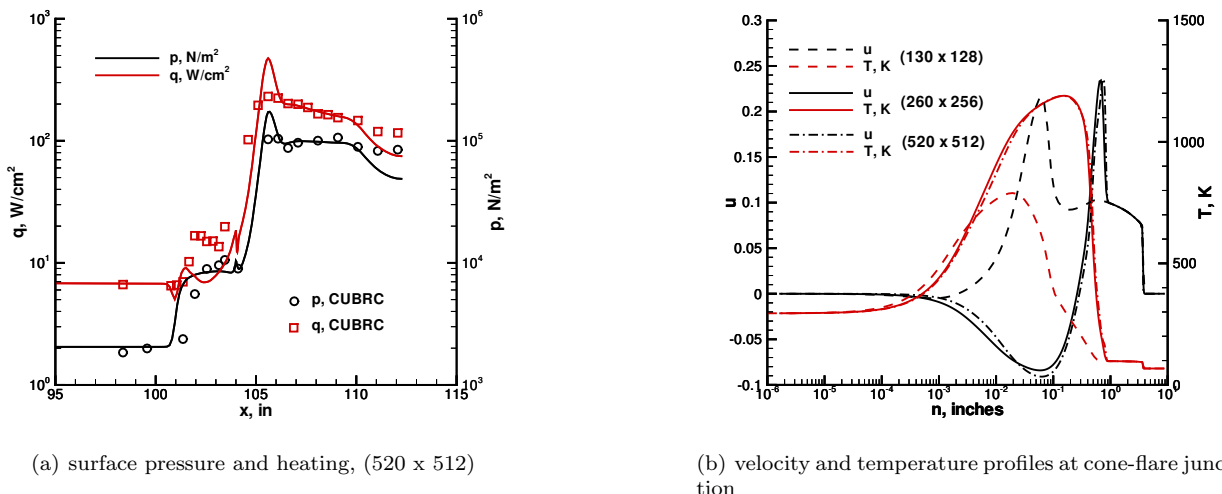 10³
10²
10¹
10⁰
q, W/cm²
10⁶
10⁵
10⁴
10³
p, N/m²
95
100
105
110
115
x, in
p, N/m²
q, W/cm²
p, CUBRC
q, CUBRC
(a) surface pressure and heating, (520 x 512)
0.25
0.2
0.15
0.1
0.05
0
-0.05
-0.1
u
1500
1000
500
0
T, K
10⁻⁶
10⁻⁵
10⁻⁴
10⁻³
10⁻²
10⁻¹
10⁰
10¹
n, inches
u
T, K
(130 x 128)
u
T, K
(260 x 256)
u
T, K
(520 x 512)
(b) velocity and temperature profiles at cone-flare junc
tion